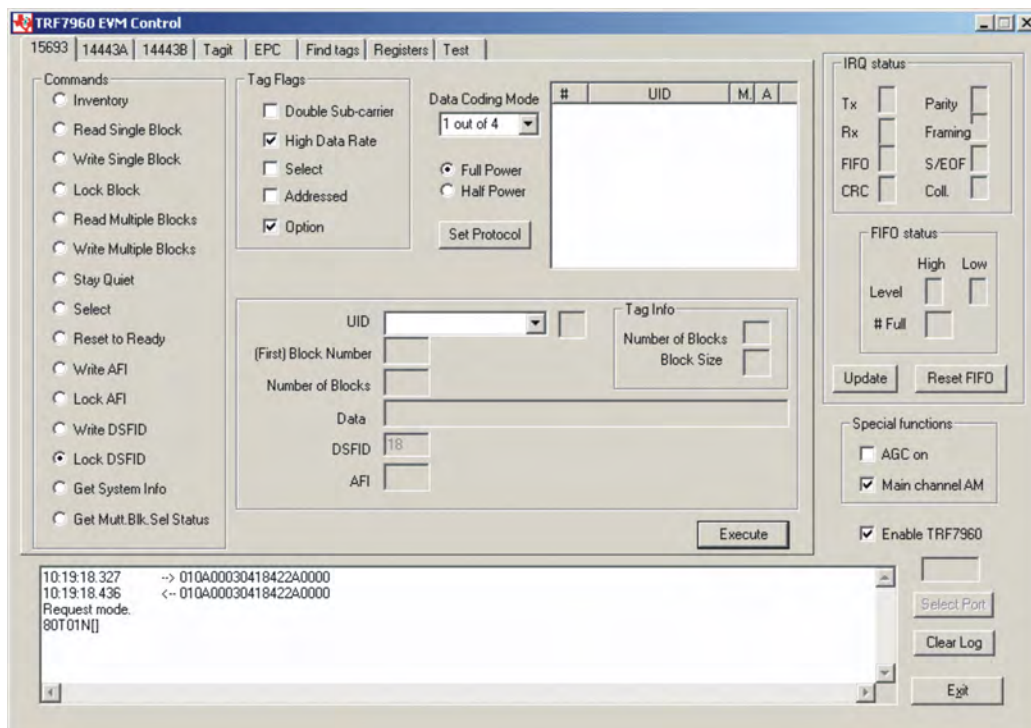 TRF7960 EVM Control
15693 14443A 14443B Tagit EPC Find tags Registers Test
Commands
Inventory
Read Single Block
Write Single Block
Lock Block
Read Multiple Blocks
Write Multiple Blocks
Stay Quiet
Select
Reset to Ready
Write AFI
Lock AFI
Write DSFID
Lock DSFID
Get System Info
Get Mutt.Blk.Sel Status
Tag Flags
Double Sub-carrier
High Data Rate
Select
Addressed
Option
Data Coding Mode
1 out of 4
Full Power
Half Power
Set Protocol
# UID M. A
UID
(First) Block Number
Number of Blocks
Data
DSFID 18
AFI
Tag Info
Number of Blocks
Block Size
Execute
IRQ status
Tx Parity
Rx Framing
FIFO S/EOF
CRC Coll.
FIFO status
High Low
Level
# Full
Update Reset FIFO
Special functions
AGC on
Main channel AM
Enable TRF7960
Select Port
Clear Log
Exit
10:19:18.327 --> 010A00030418422A0000
10:19:18.436 <-- 010A00030418422A0000
Request mode.
80T01N[]